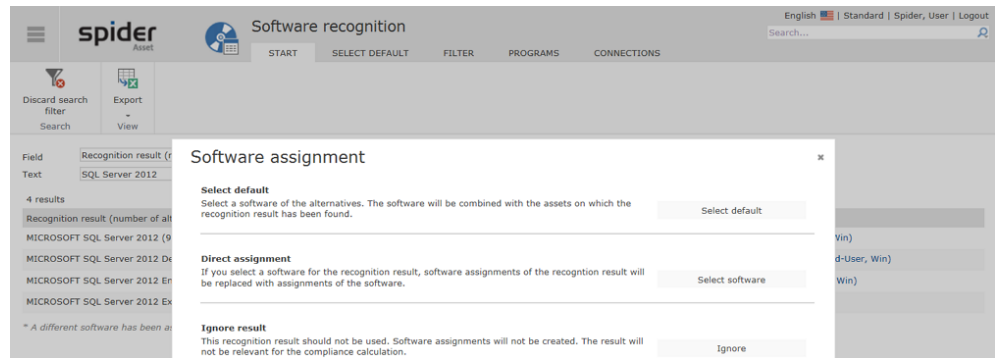 English | Standard | Spider, User | Logout
spider
Asset
Software recognition
Search...
START SELECT DEFAULT FILTER PROGRAMS CONNECTIONS
Discard search
filter
Export
Search View
Field Recognition result (r
Text SQL Server 2012
4 results
Recognition result (number of alt
MICROSOFT SQL Server 2012 (9
MICROSOFT SQL Server 2012 De
MICROSOFT SQL Server 2012 En
MICROSOFT SQL Server 2012 Ex
* A different software has been a
Software assignment
Select default
Select a software of the alternatives. The software will be combined with the assets on which the
recognition result has been found.
Select default
Direct assignment
If you select a software for the recognition result, software assignments of the recogntion result will
be replaced with assignments of the software.
Select software
Ignore result
This recognition result should not be used. Software assignments will not be created. The result will
not be relevant for the compliance calculation.
Ignore
Win)
d-User, Win)
Win)